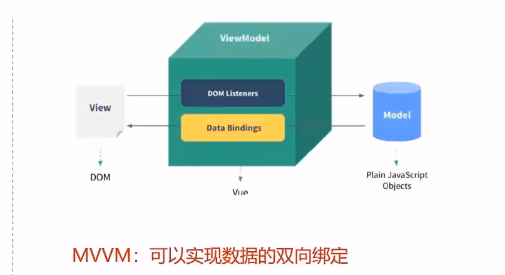 ViewModel
DOM Listeners
View
Data Bindings
Model
DOM
Vue
Plain JavaScript
Objects
MVVM：可以实现数据的双向绑定